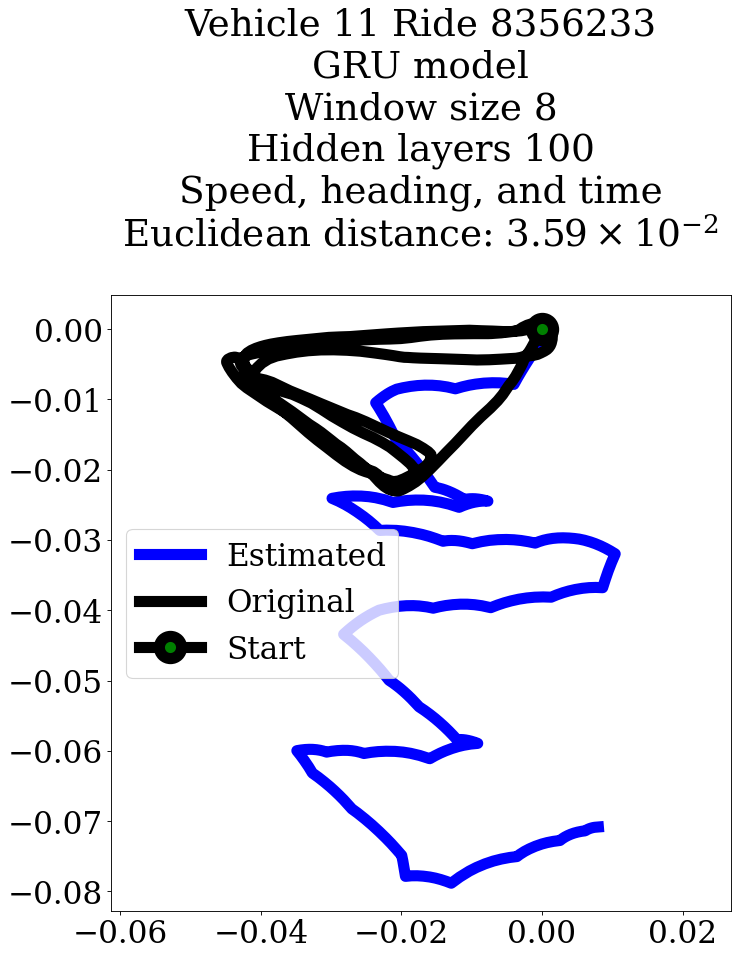 Vehicle 11 Ride 8356233
GRU model
Window size 8
Hidden layers 100
Speed, heading, and time
Euclidean distance: 3.59 × 10⁻²
0.00
−0.01
−0.02
−0.03
−0.04
−0.05
−0.06
−0.07
−0.08
Estimated
Original
Start
−0.06 −0.04 −0.02 0.00 0.02